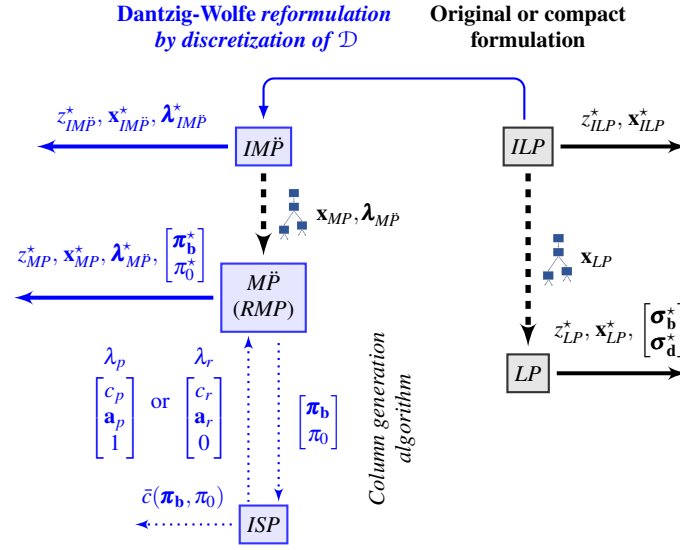 Dantzig-Wolfe reformulation
by discretization of 𝒟
Original or compact
formulation
z⋆IMP̈, x⋆IMP̈, λ⋆IMP̈
IMP̈
ILP
z⋆ILP, x⋆ILP
xMP, λMP̈
xLP
z⋆MP, x⋆MP, λ⋆MP̈, [π⋆b
π⋆0]
MP̈
(RMP)
z⋆LP, x⋆LP, [σ⋆b
σ⋆d]
LP
λp
[cp
ap
1]
or
λr
[cr
ar
0]
[πb
π0]
Column generation
algorithm
c̄(πb, π0)
ISP